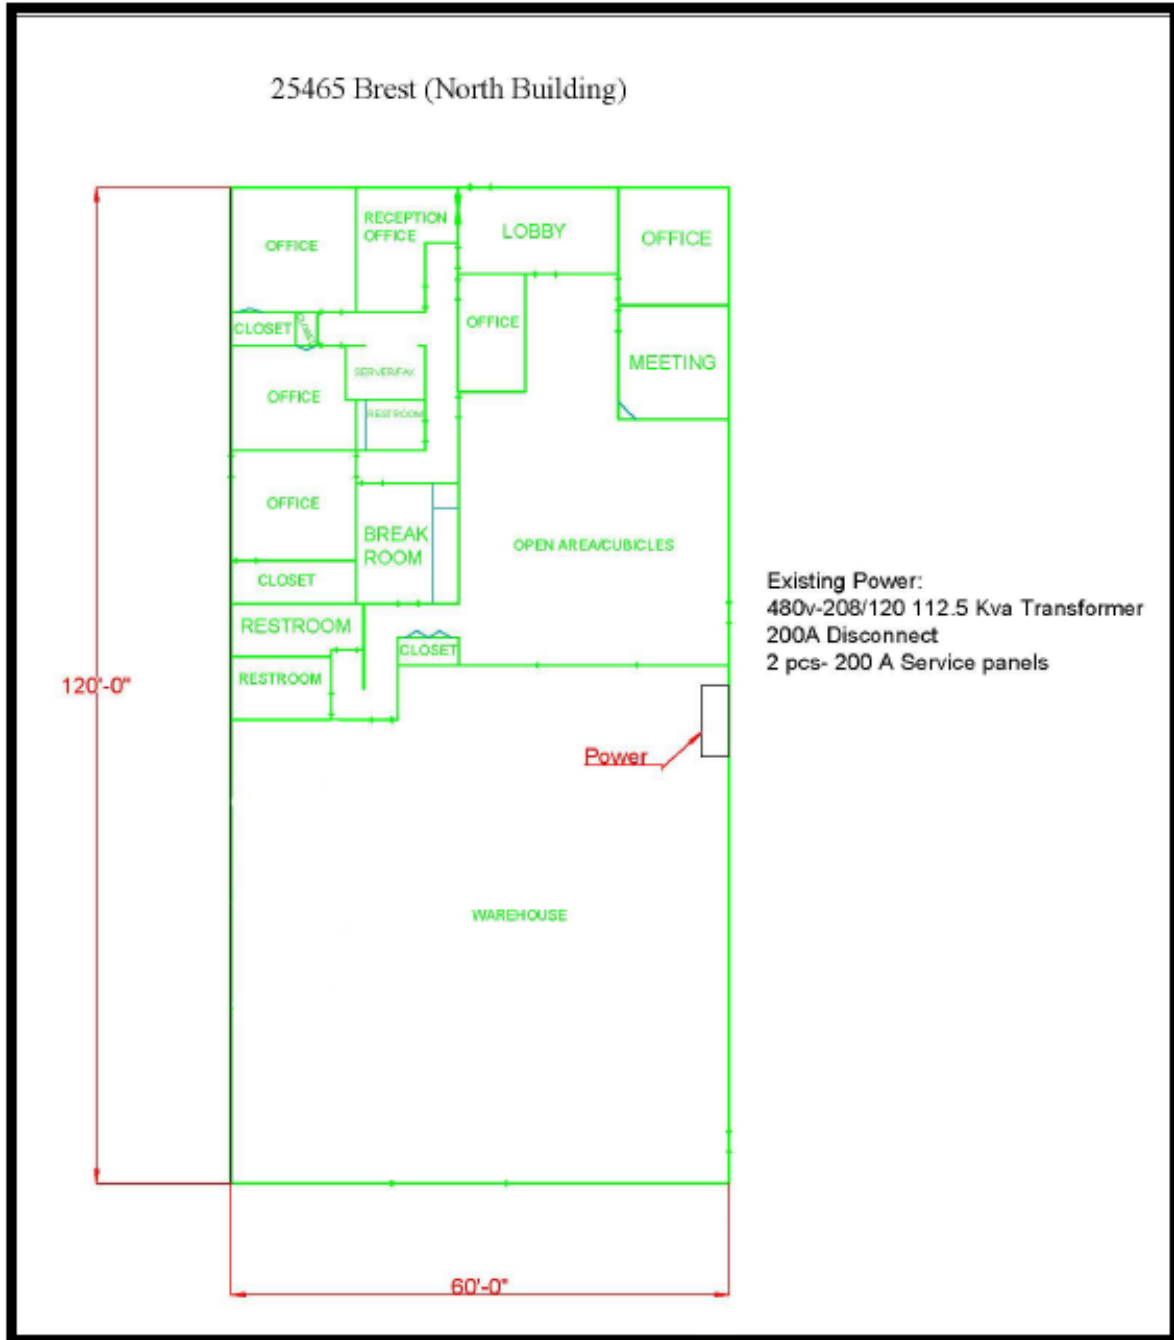 25465 Brest (North Building)
RECEPTION
OFFICE
LOBBY
OFFICE
OFFICE
CLOSET
CLOSET
OFFICE
MEETING
SERVER/FAX
OFFICE
RESTROOM
OFFICE
BREAK
ROOM
OPEN AREA/CUBICLES
CLOSET
Existing Power:
480v-208/120 112.5 Kva Transformer
200A Disconnect
2 pcs- 200 A Service panels
RESTROOM
CLOSET
RESTROOM
120'-0"
Power
WAREHOUSE
60'-0"